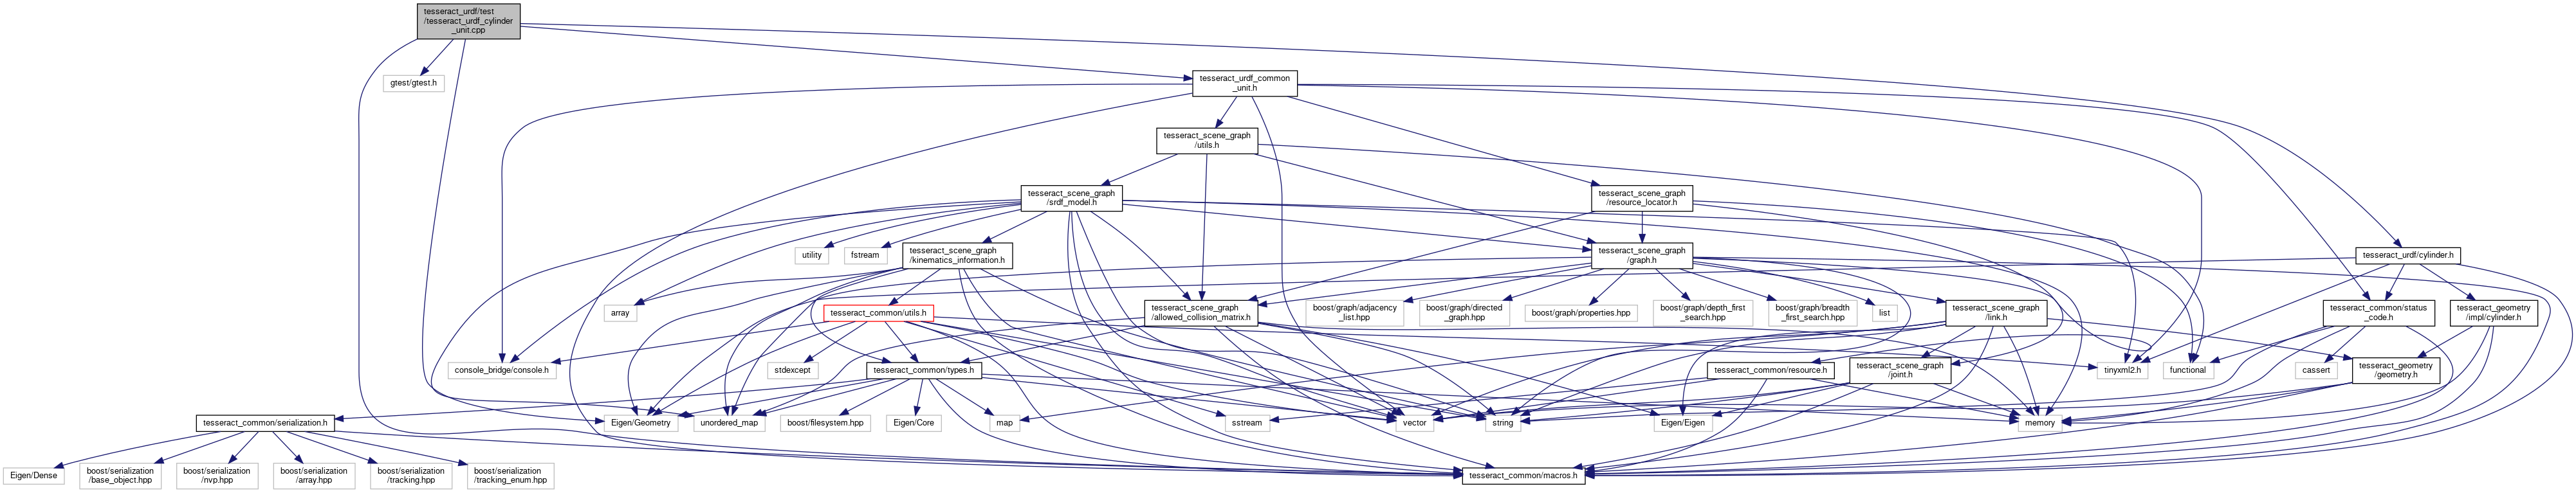 tesseract_urdf/test
/tesseract_urdf_cylinder
_unit.cpp
gtest/gtest.h
tesseract_urdf_common
_unit.h
tesseract_scene_graph
/utils.h
tesseract_scene_graph
/srdf_model.h
tesseract_scene_graph
/resource_locator.h
utility
fstream
tesseract_scene_graph
/kinematics_information.h
tesseract_scene_graph
/graph.h
tesseract_urdf/cylinder.h
array
tesseract_common/utils.h
tesseract_scene_graph
/allowed_collision_matrix.h
boost/graph/adjacency
_list.hpp
boost/graph/directed
_graph.hpp
boost/graph/properties.hpp
boost/graph/depth_first
_search.hpp
boost/graph/breadth
_first_search.hpp
list
tesseract_scene_graph
/link.h
tesseract_common/status
_code.h
tesseract_geometry
/impl/cylinder.h
console_bridge/console.h
stdexcept
tesseract_common/types.h
tesseract_common/resource.h
tesseract_scene_graph
/joint.h
tinyxml2.h
functional
cassert
tesseract_geometry
/geometry.h
tesseract_common/serialization.h
Eigen/Geometry
unordered_map
boost/filesystem.hpp
Eigen/Core
map
sstream
vector
string
Eigen/Eigen
memory
Eigen/Dense
boost/serialization
/base_object.hpp
boost/serialization
/nvp.hpp
boost/serialization
/array.hpp
boost/serialization
/tracking.hpp
boost/serialization
/tracking_enum.hpp
tesseract_common/macros.h